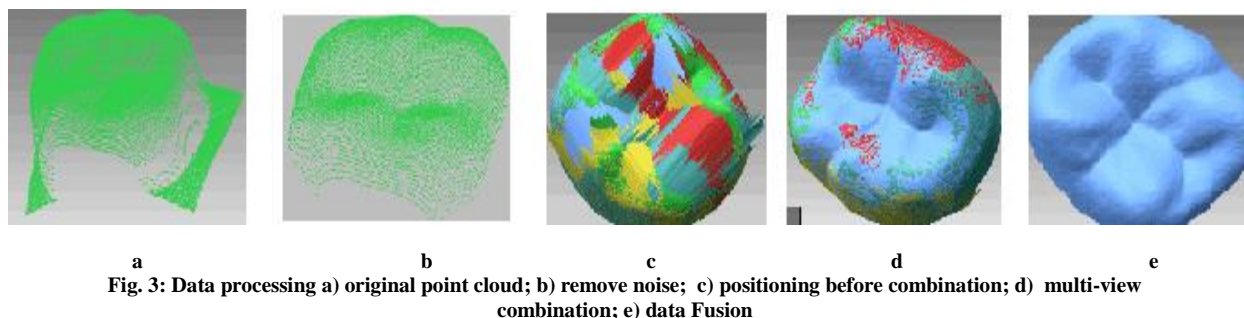 a b c d e
Fig. 3: Data processing a) original point cloud; b) remove noise; c) positioning before combination; d) multi-view
combination; e) data Fusion